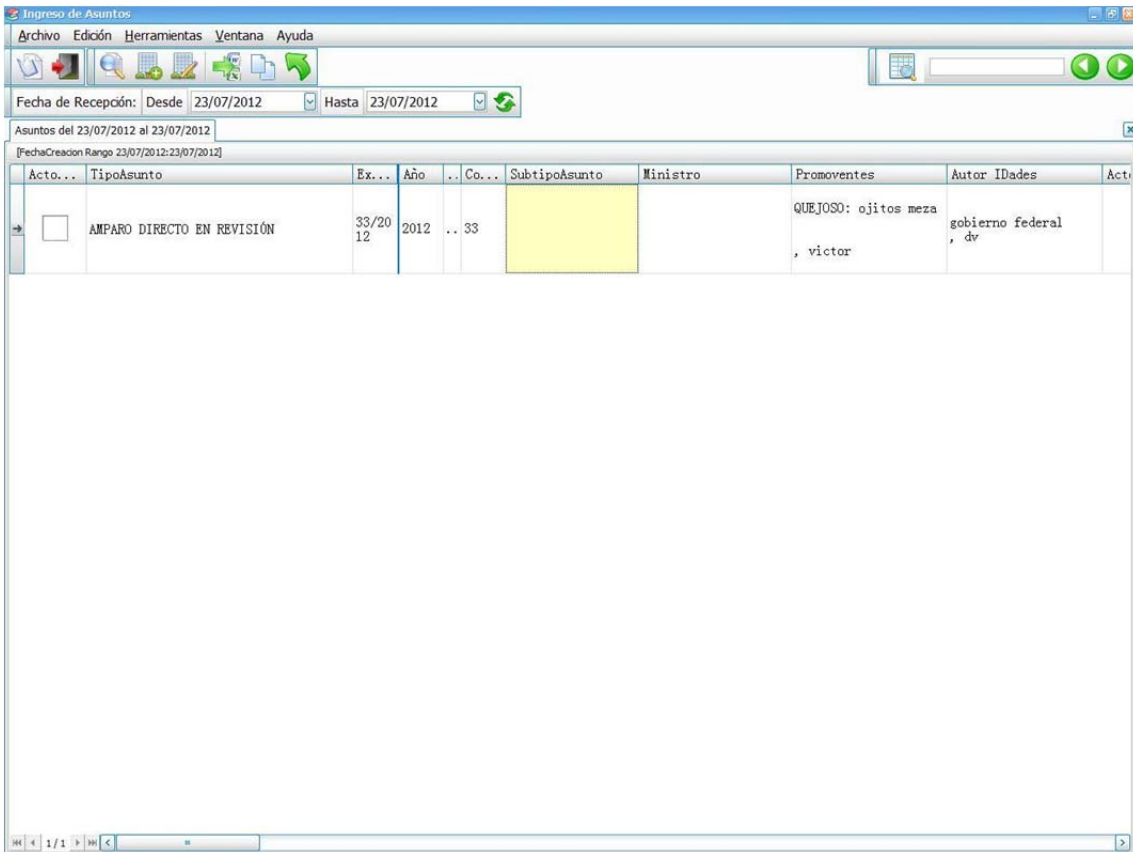 Ingreso de Asuntos
Archivo Edición Herramientas Ventana Ayuda
Fecha de Recepción: Desde 23/07/2012 Hasta 23/07/2012
Asuntos del 23/07/2012 al 23/07/2012
[FechaCreacion Rango 23/07/2012:23/07/2012]
Acto... TipoAsunto Ex... Año .. Co... SubtipoAsunto Ministro Promoventes Autor IDades Acto
QUEJOSO: ojitos meza
AMPARO DIRECTO EN REVISIÓN 33/20 2012 .. 33 gobierno federal
12 , dv
, victor
1/1